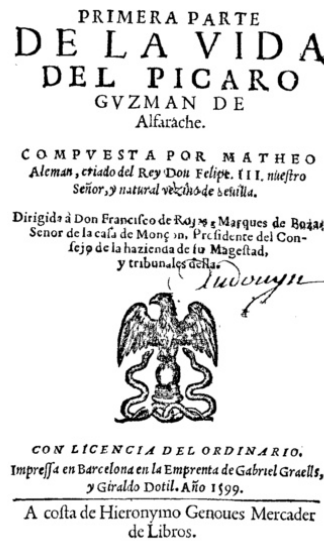 PRIMERA PARTE
DE LA VIDA
DEL PICARO
GVZMAN DE
Alfarache.
COMPVESTA POR MATHEO
Aleman, criado del Rey Don Felipe. III. nueſtro
Señor, y natural vezino de Seuilla.
Dirigida à Don Franciſco de Rojas Marques de
Senor de la caſa de Monçon, Preſidente del Con-
ſejo de la hazienda de ſu Mageſtad,
y tribunales deſta.
CON LICENCIA DEL ORDINARIO.
Impreſſa en Barcelona en la Emprenta de Gabriel Graells,
y Giraldo Dotil. Año 1599.
A coſta de Hieronymo Genoues Mercader
de Libros.